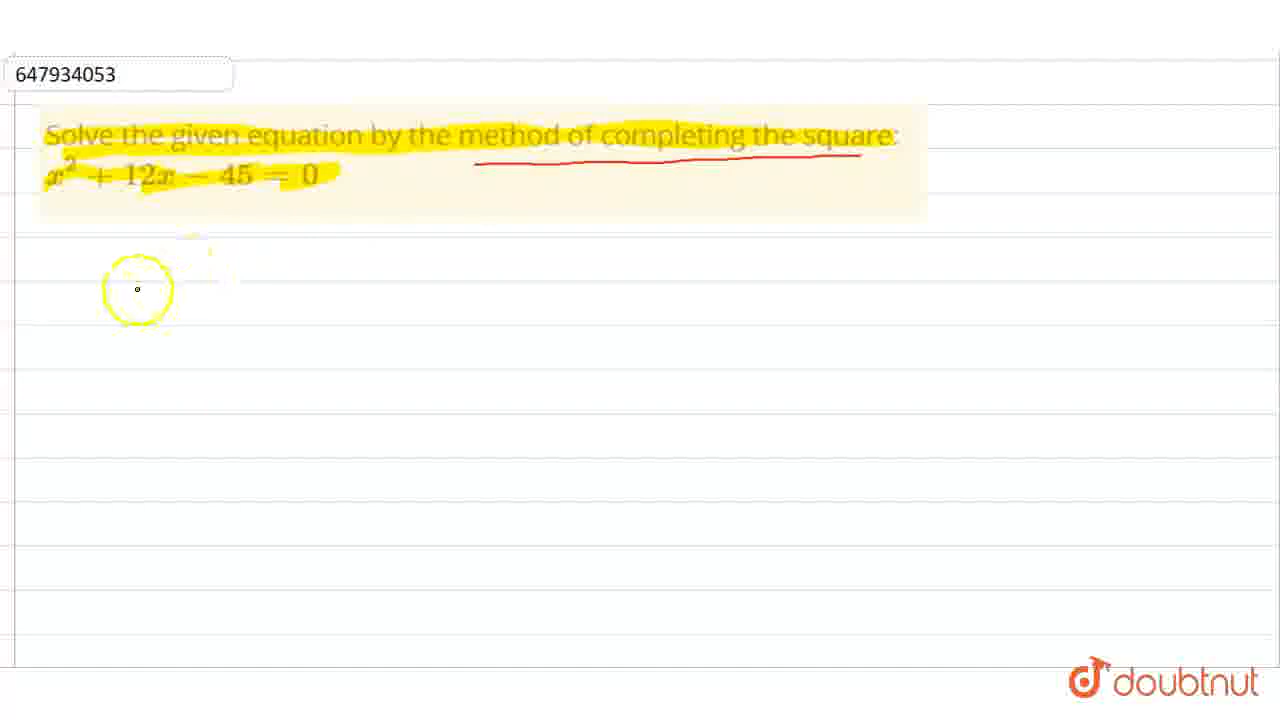 647934053
Solve the given equation by the method of completing the square:
x² + 12x − 45 = 0
doubtnut